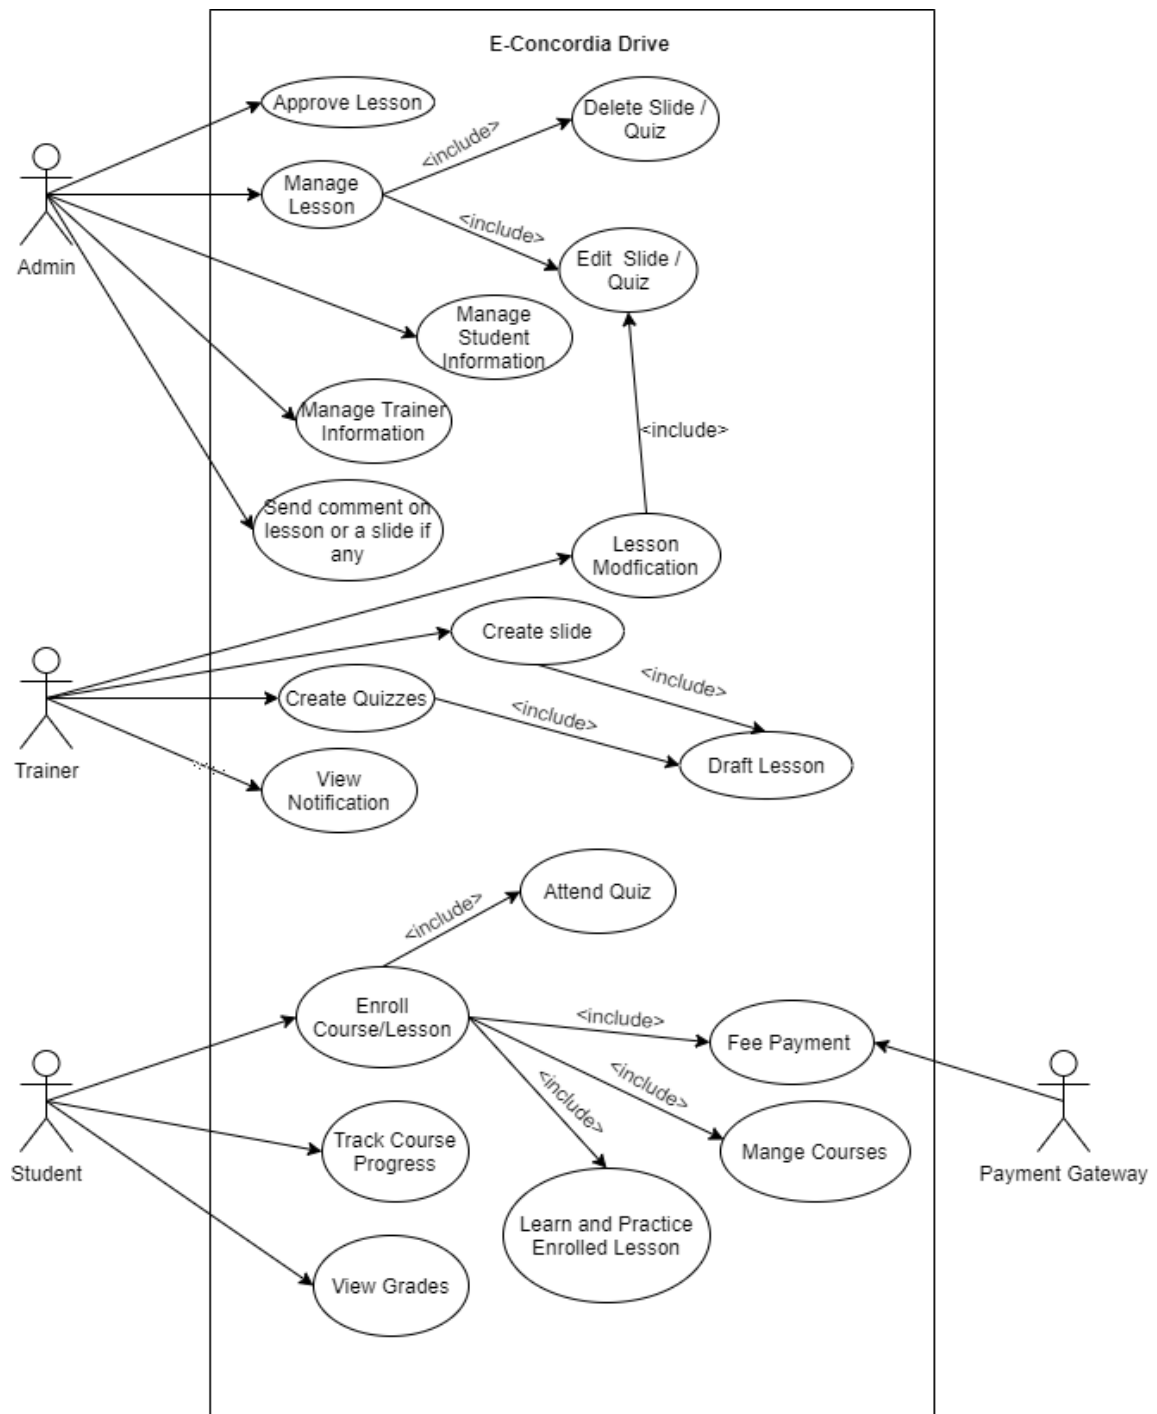 E-Concordia Drive
Approve Lesson
Delete Slide /
Quiz
<include>
Manage
Lesson
<include>
Edit  Slide /
Quiz
Admin
Manage
Student
Information
Manage Trainer
Information
<include>
Send comment on
lesson or a slide if
any
Lesson
Modfication
Create slide
<include>
Create Quizzes
<include>
Draft Lesson
Trainer
View
Notification
Attend Quiz
<include>
Enroll
Course/Lesson
<include>
Fee Payment
<include>
<include>
Track Course
Progress
Mange Courses
Student
Payment Gateway
Learn and Practice
Enrolled Lesson
View Grades